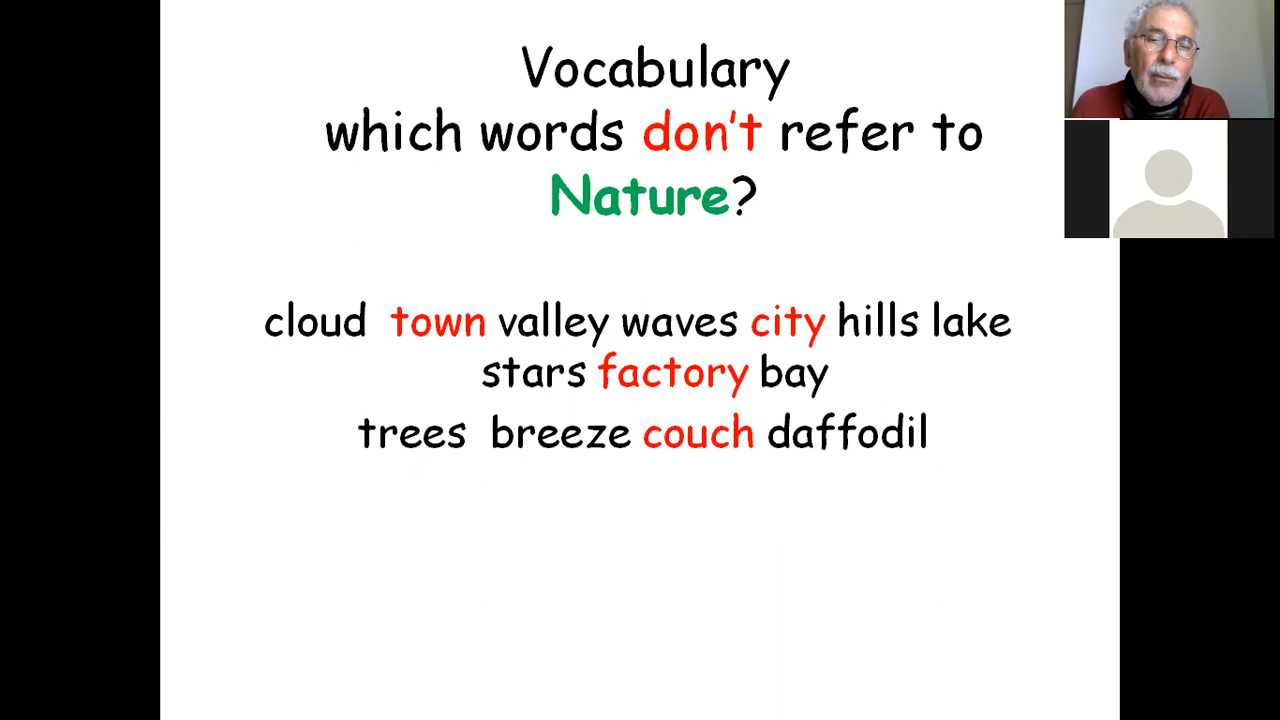 Vocabulary
which words don't refer to
Nature?
cloud town valley waves city hills lake
stars factory bay
trees breeze couch daffodil